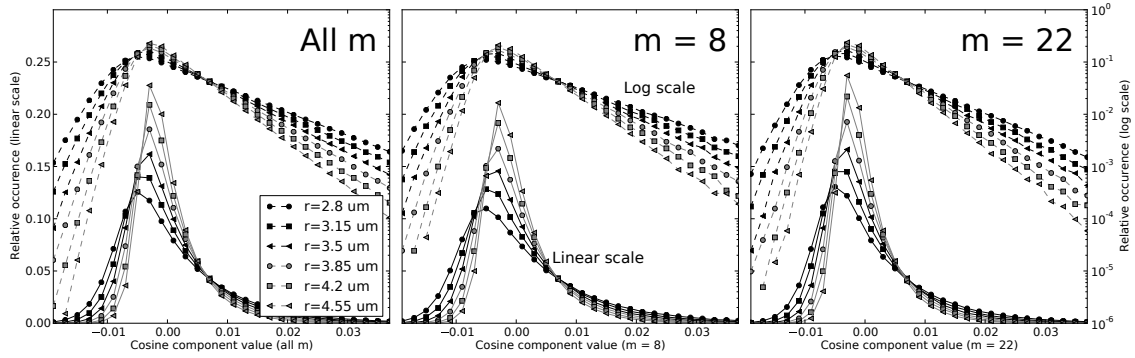 All m
m = 8
m = 22
Relative occurence (linear scale)
0.25
0.20
0.15
0.10
0.05
0.00
r=2.8 um
r=3.15 um
r=3.5 um
r=3.85 um
r=4.2 um
r=4.55 um
−0.01 0.00 0.01 0.02 0.03
Cosine component value (all m)
Log scale
Linear scale
−0.01 0.00 0.01 0.02 0.03
Cosine component value (m = 8)
−0.01 0.00 0.01 0.02 0.03
Cosine component value (m = 22)
10⁰
10⁻¹
10⁻²
10⁻³
10⁻⁴
10⁻⁵
10⁻⁶
Relative occurence (log scale)